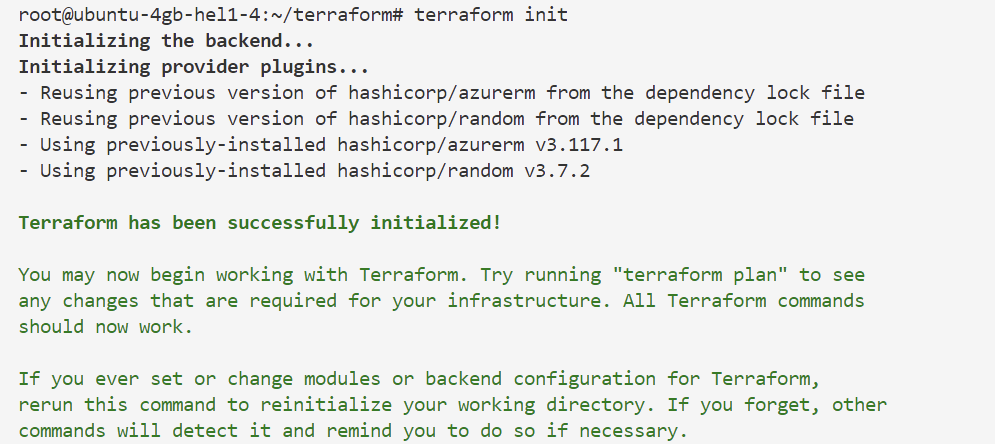 root@ubuntu-4gb-hel1-4:~/terraform# terraform init
Initializing the backend...
Initializing provider plugins...
- Reusing previous version of hashicorp/azurerm from the dependency lock file
- Reusing previous version of hashicorp/random from the dependency lock file
- Using previously-installed hashicorp/azurerm v3.117.1
- Using previously-installed hashicorp/random v3.7.2
Terraform has been successfully initialized!
You may now begin working with Terraform. Try running "terraform plan" to see
any changes that are required for your infrastructure. All Terraform commands
should now work.
If you ever set or change modules or backend configuration for Terraform,
rerun this command to reinitialize your working directory. If you forget, other
commands will detect it and remind you to do so if necessary.